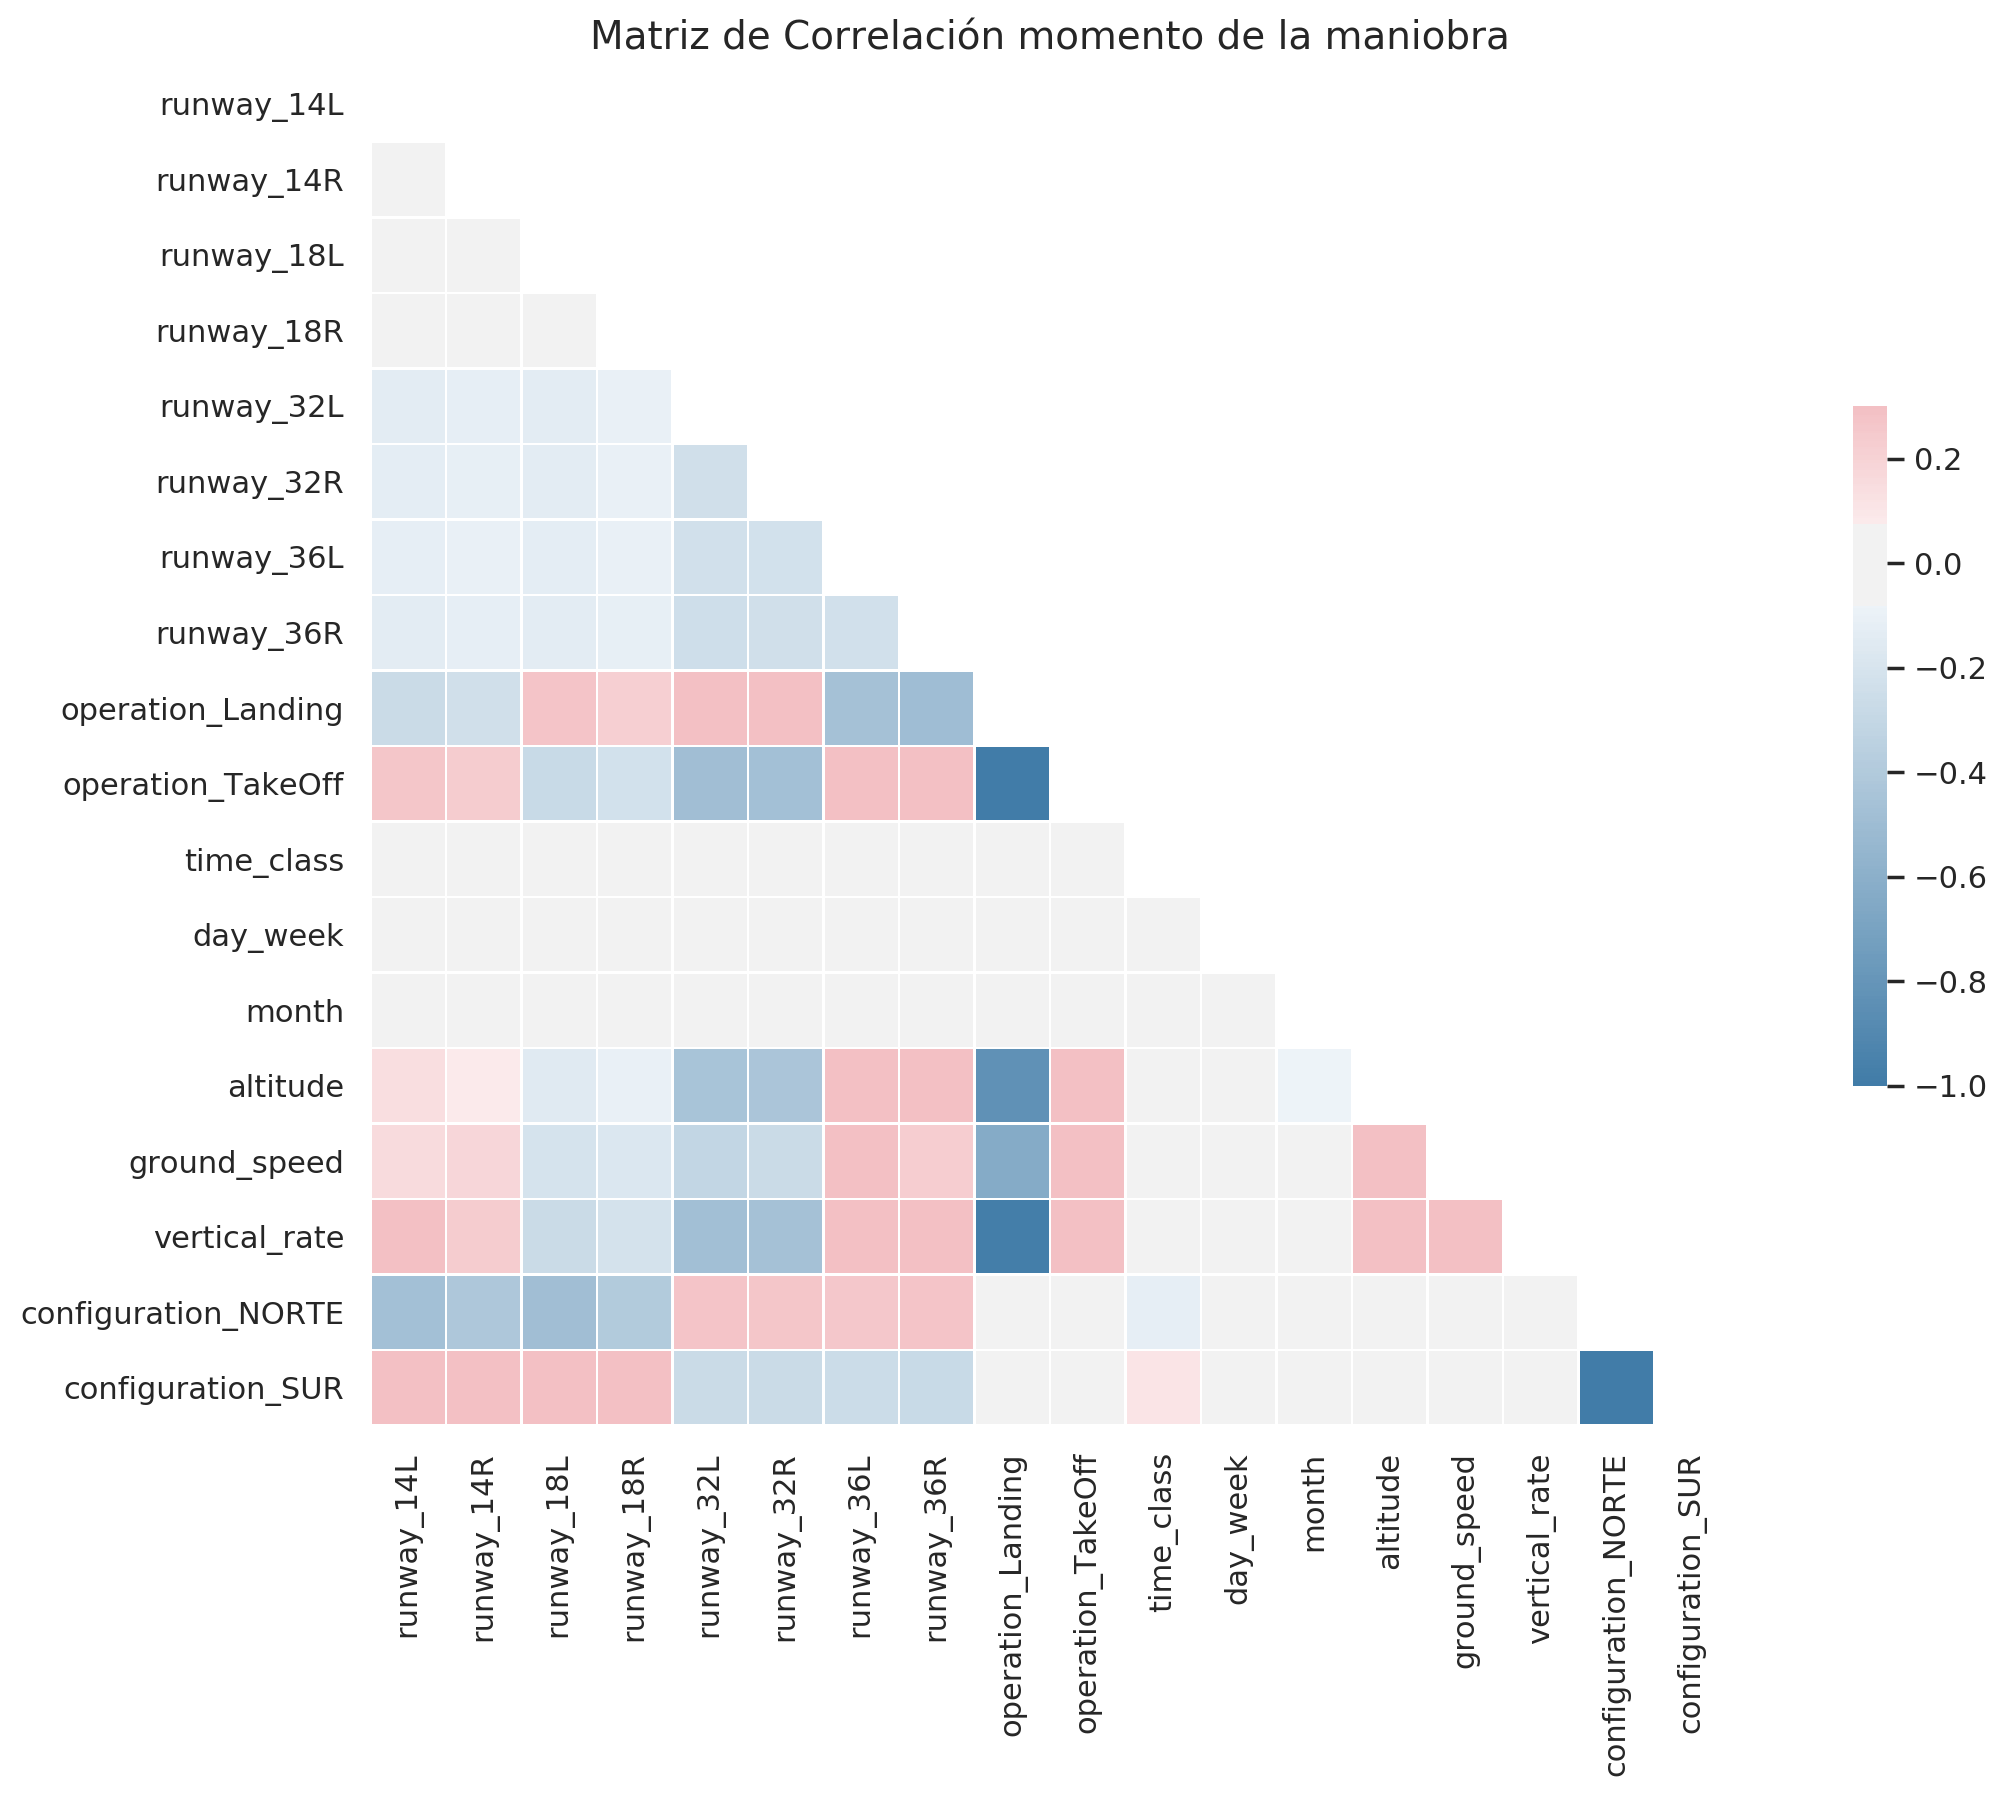 Matriz de Correlación momento de la maniobra
runway_14L
runway_14R
runway_18L
runway_18R
runway_32L
runway_32R
runway_36L
runway_36R
operation_Landing
operation_TakeOff
time_class
day_week
month
altitude
ground_speed
vertical_rate
configuration_NORTE
configuration_SUR
0.2
0.0
−0.2
−0.4
−0.6
−0.8
−1.0
runway_14L
runway_14R
runway_18L
runway_18R
runway_32L
runway_32R
runway_36L
runway_36R
operation_Landing
operation_TakeOff
time_class
day_week
month
altitude
ground_speed
vertical_rate
configuration_NORTE
configuration_SUR